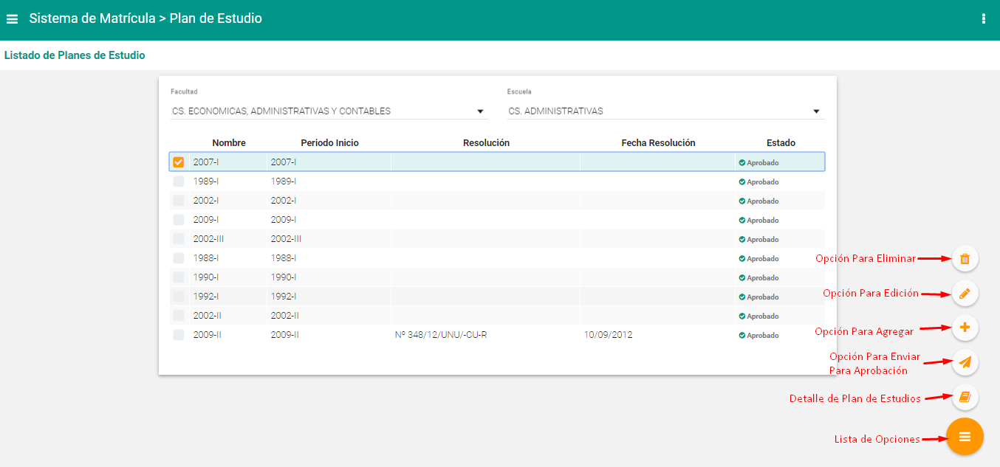 Sistema de Matrícula > Plan de Estudio
Listado de Planes de Estudio
Facultad Escuela
CS. ECONOMICAS, ADMINISTRATIVAS Y CONTABLES CS. ADMINISTRATIVAS
Nombre Periodo Inicio Resolución Fecha Resolución Estado
2007-I 2007-I Aprobado
1989-I 1989-I Aprobado
2002-I 2002-I Aprobado
2009-I 2009-I Aprobado
2002-III 2002-III Aprobado
1988-I 1988-I Aprobado
1990-I 1990-I Aprobado
1992-I 1992-I Aprobado
2002-II 2002-II Aprobado
2009-II 2009-II Nº 348/12/UNU/-CU-R 10/09/2012 Aprobado
Opción Para Eliminar
Opción Para Edición
Opción Para Agregar
Opción Para Enviar
Para Aprobación
Detalle de Plan de Estudios
Lista de Opciones